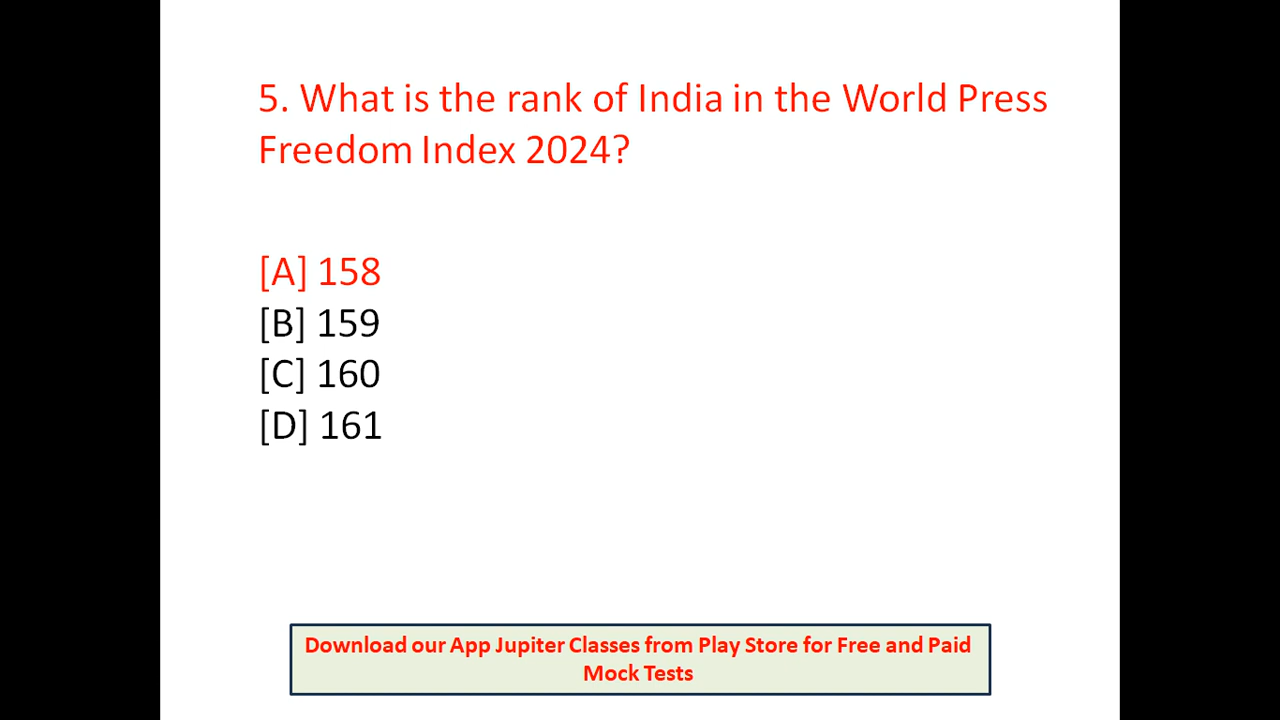 5. What is the rank of India in the World Press
Freedom Index 2024?
[A] 158
[B] 159
[C] 160
[D] 161
Download our App Jupiter Classes from Play Store for Free and Paid
Mock Tests